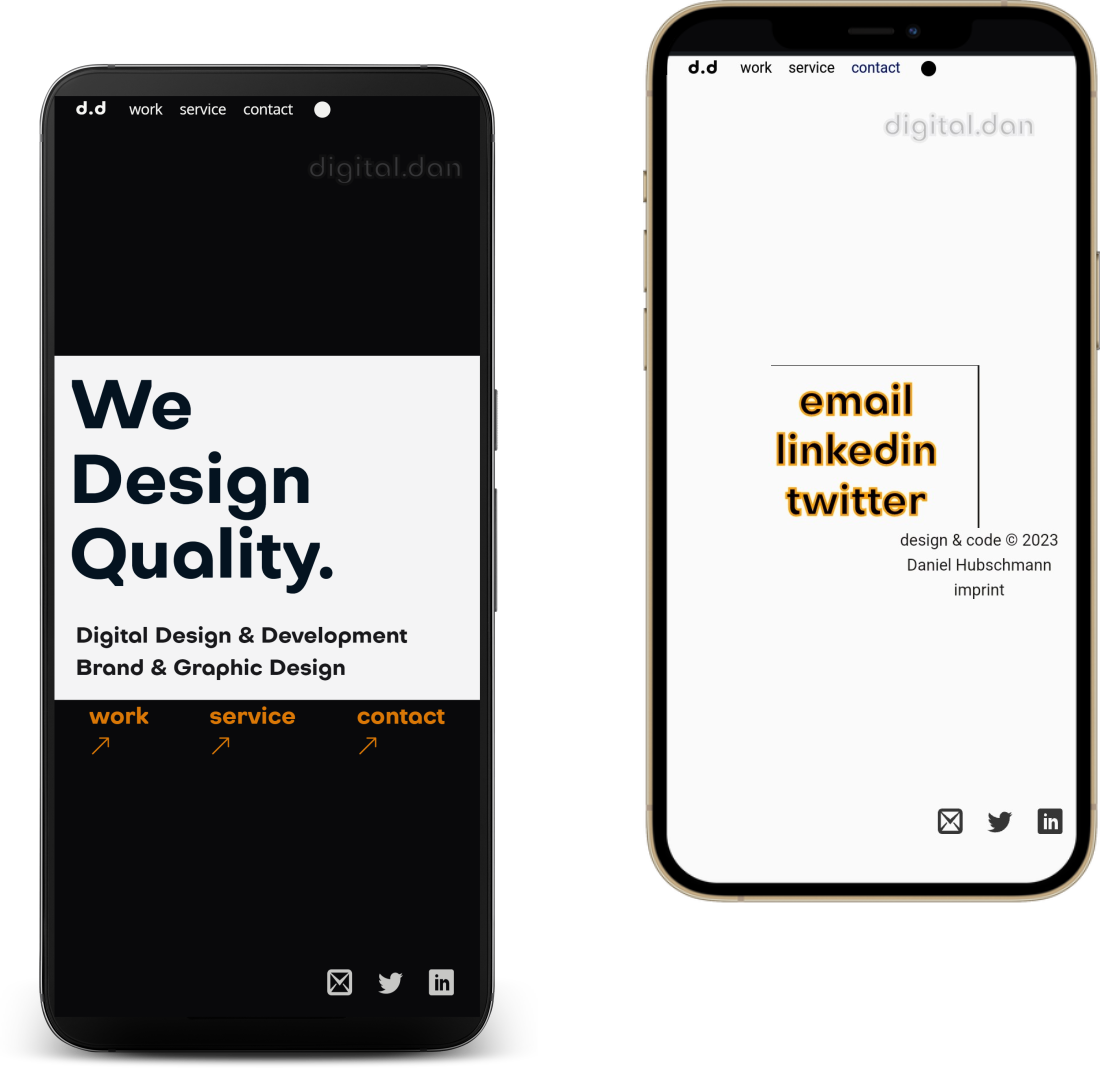 d.d work service contact
digital.dan
We
Design
Quality.
Digital Design & Development
Brand & Graphic Design
work service contact
in
d.d work service contact
digital.dan
email
linkedin
twitter
design & code © 2023
Daniel Hubschmann
imprint
in